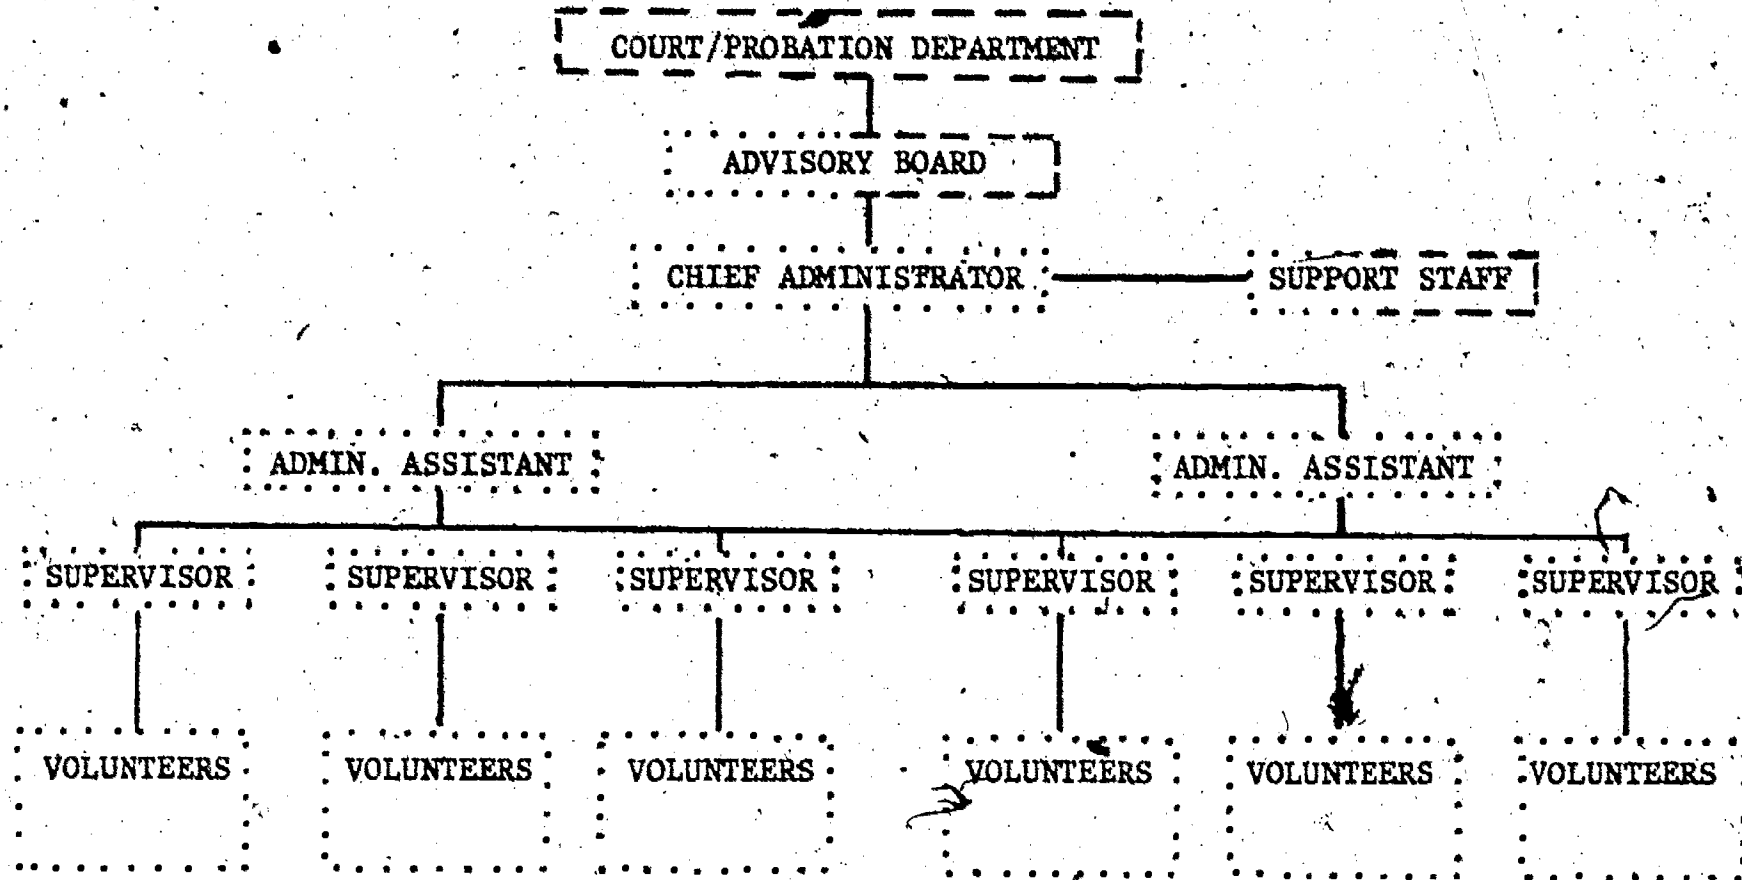 COURT/PROBATION DEPARTMENT
ADVISORY BOARD
CHIEF ADMINISTRATOR
SUPPORT STAFF
ADMIN. ASSISTANT
ADMIN. ASSISTANT
SUPERVISOR
SUPERVISOR
SUPERVISOR
SUPERVISOR
SUPERVISOR
SUPERVISOR
VOLUNTEERS
VOLUNTEERS
VOLUNTEERS
VOLUNTEERS
VOLUNTEERS
VOLUNTEERS